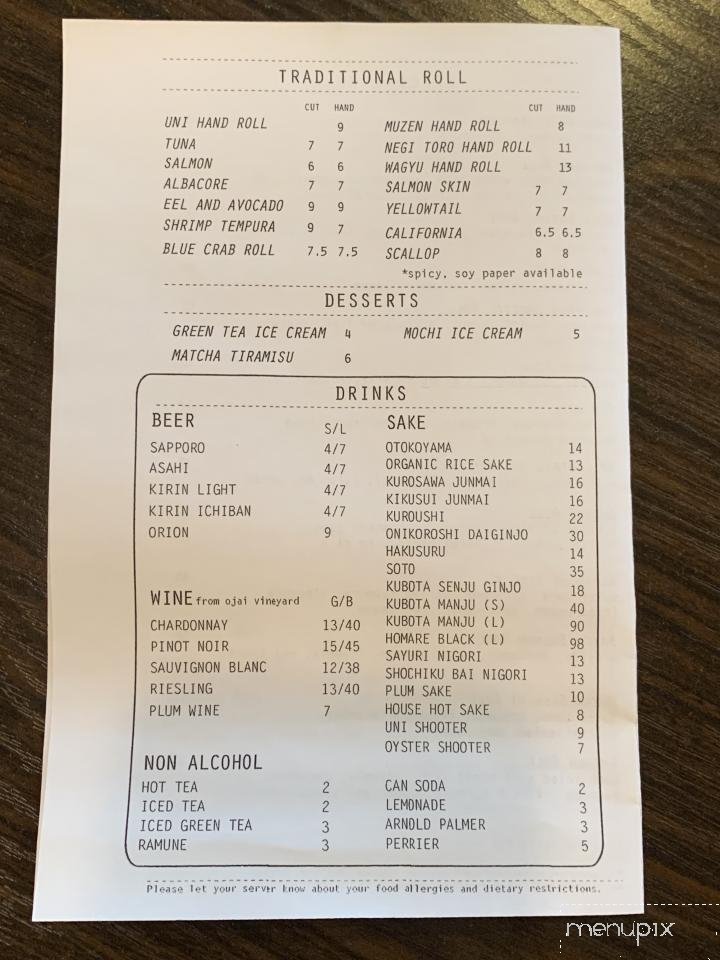 TRADITIONAL ROLL
CUT HAND
UNI HAND ROLL 9
TUNA 7 7
SALMON 6 6
ALBACORE 7 7
EEL AND AVOCADO 9 9
SHRIMP TEMPURA 9 7
BLUE CRAB ROLL 7.5 7.5
CUT HAND
MUZEN HAND ROLL 8
NEGI TORO HAND ROLL 11
WAGYU HAND ROLL 13
SALMON SKIN 7 7
YELLOWTAIL 7 7
CALIFORNIA 6.5 6.5
SCALLOP 8 8
*spicy, soy paper available
DESSERTS
GREEN TEA ICE CREAM 4
MOCHI ICE CREAM 5
MATCHA TIRAMISU 6
DRINKS
BEER S/L
SAPPORO 4/7
ASAHI 4/7
KIRIN LIGHT 4/7
KIRIN ICHIBAN 4/7
ORION 9
WINE from ojai vineyard G/B
CHARDONNAY 13/40
PINOT NOIR 15/45
SAUVIGNON BLANC 12/38
RIESLING 13/40
PLUM WINE 7
SAKE
OTOKOYAMA 14
ORGANIC RICE SAKE 13
KUROSAWA JUNMAI 16
KIKUSUI JUNMAI 16
KUROUSHI 22
ONIKOROSHI DAIGINJO 30
HAKUSURU 14
SOTO 35
KUBOTA SENJU GINJO 18
KUBOTA MANJU (S) 40
KUBOTA MANJU (L) 90
HOMARE BLACK (L) 98
SAYURI NIGORI 13
SHOCHIKU BAI NIGORI 13
PLUM SAKE 10
HOUSE HOT SAKE 8
UNI SHOOTER 9
OYSTER SHOOTER 7
NON ALCOHOL
HOT TEA 2
ICED TEA 2
ICED GREEN TEA 3
RAMUNE 3
CAN SODA 2
LEMONADE 3
ARNOLD PALMER 3
PERRIER 5
Please let your server know about your food allergies and dietary restrictions.
menupix